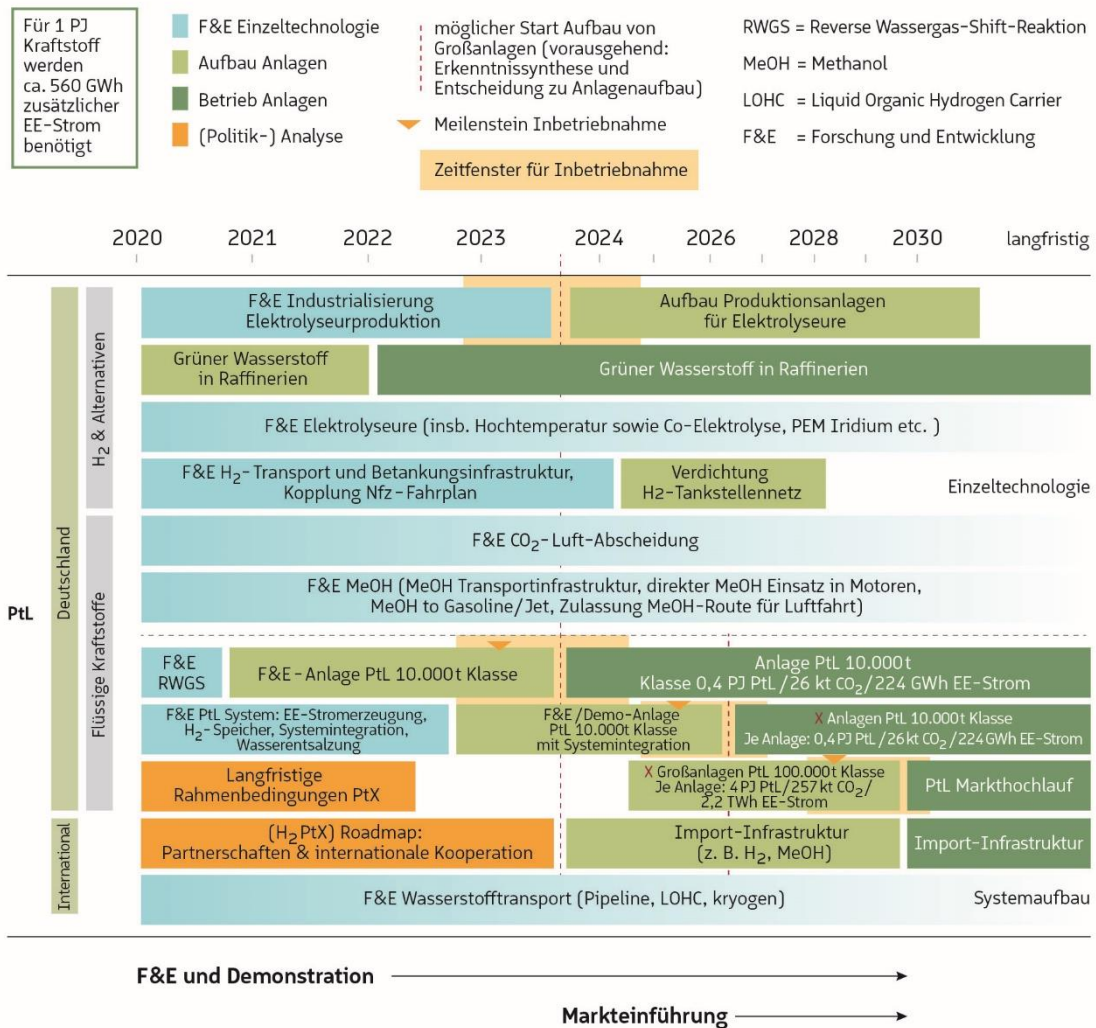 Für 1 PJ
Kraftstoff
werden
ca. 560 GWh
zusätzlicher
EE-Strom
benötigt
F&E Einzeltechnologie
Aufbau Anlagen
Betrieb Anlagen
(Politik-) Analyse
möglicher Start Aufbau von
Großanlagen (vorausgehend:
Erkenntnissynthese und
Entscheidung zu Anlagenaufbau)
Meilenstein Inbetriebnahme
Zeitfenster für Inbetriebnahme
RWGS = Reverse Wassergas-Shift-Reaktion
MeOH = Methanol
LOHC = Liquid Organic Hydrogen Carrier
F&E = Forschung und Entwicklung
2020 2021 2022 2023 2024 2026 2028 2030 langfristig
PtL
Deutschland
International
H₂ & Alternativen
Flüssige Kraftstoffe
F&E Industrialisierung
Elektrolyseurproduktion
Aufbau Produktionsanlagen
für Elektrolyseure
Grüner Wasserstoff
in Raffinerien
Grüner Wasserstoff in Raffinerien
F&E Elektrolyseure (insb. Hochtemperatur sowie Co-Elektrolyse, PEM Iridium etc. )
F&E H₂-Transport und Betankungsinfrastruktur,
Kopplung Nfz-Fahrplan
Verdichtung
H2-Tankstellennetz
Einzeltechnologie
F&E CO₂-Luft-Abscheidung
F&E MeOH (MeOH Transportinfrastruktur, direkter MeOH Einsatz in Motoren,
MeOH to Gasoline/Jet, Zulassung MeOH-Route für Luftfahrt)
F&E
RWGS
F&E-Anlage PtL 10.000t Klasse
Anlage PtL 10.000t
Klasse 0,4 PJ PtL/26 kt CO₂/224 GWh EE-Strom
F&E PtL System: EE-Stromerzeugung,
H₂-Speicher, Systemintegration,
Wasserentsalzung
F&E/Demo-Anlage
PtL 10.000t Klasse
mit Systemintegration
X Anlagen PtL 10.000t Klasse
Je Anlage: 0,4PJ PtL/26kt CO₂/224GWh EE-Strom
Langfristige
Rahmenbedingungen PtX
X Großanlagen PtL 100.000t Klasse
Je Anlage: 4PJ PtL/257 kt CO₂/
2,2 TWh EE-Strom
PtL Markthochlauf
(H₂PtX) Roadmap:
Partnerschaften & internationale Kooperation
Import-Infrastruktur
(z. B. H₂, MeOH)
Import-Infrastruktur
F&E Wasserstofftransport (Pipeline, LOHC, kryogen)
Systemaufbau
F&E und Demonstration
Markteinführung